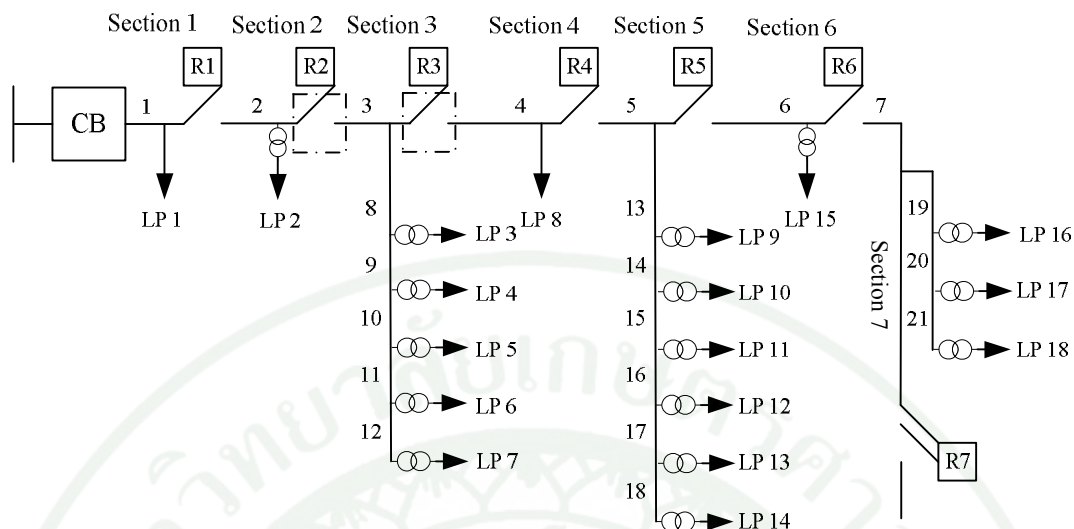 Section 1 Section 2 Section 3 Section 4 Section 5 Section 6
R1 R2 R3 R4 R5 R6
CB 1 2 3 4 5 6 7
LP 1 LP 2 LP 8 LP 15
8 LP 3
9 LP 4
10 LP 5
11 LP 6
12 LP 7
13 LP 9
14 LP 10
15 LP 11
16 LP 12
17 LP 13
18 LP 14
Section 7
19 LP 16
20 LP 17
21 LP 18
R7